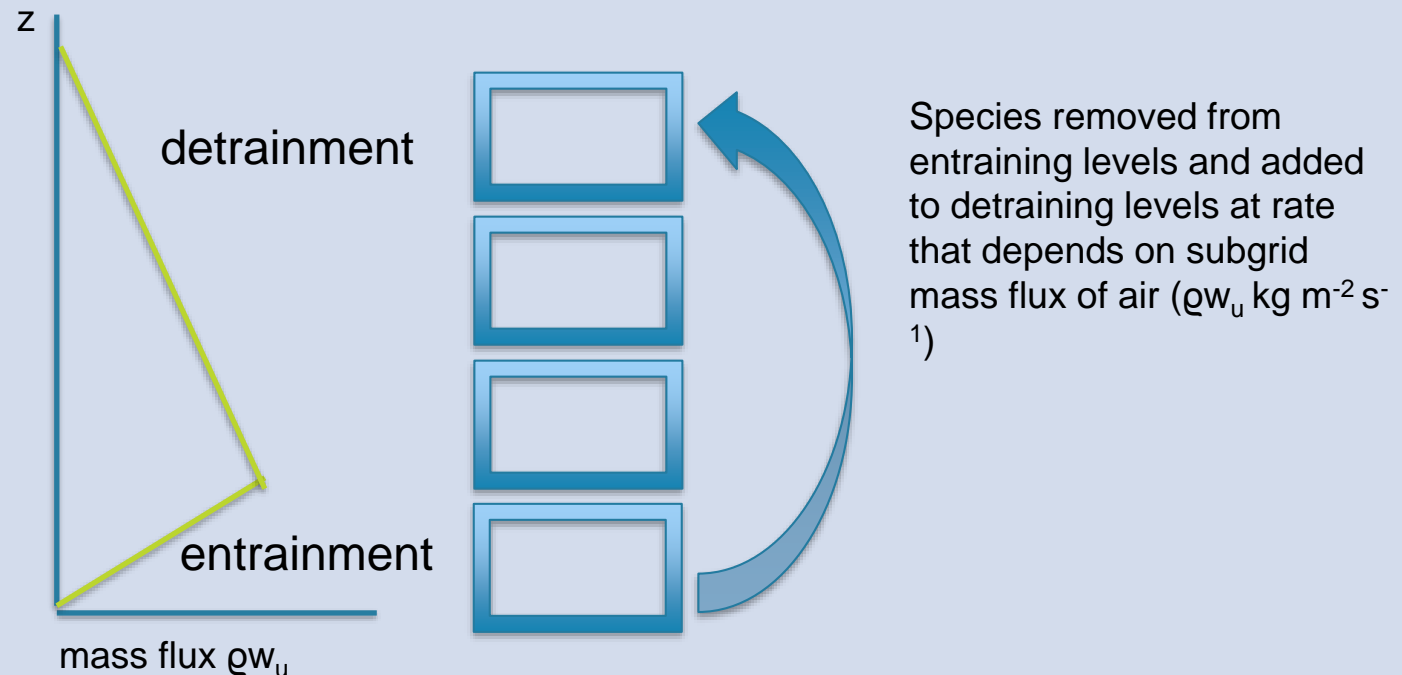 z
detrainment
entrainment
mass flux ϱwᵤ
Species removed from
entraining levels and added
to detraining levels at rate
that depends on subgrid
mass flux of air (ϱwᵤ kg m⁻² s⁻
¹)